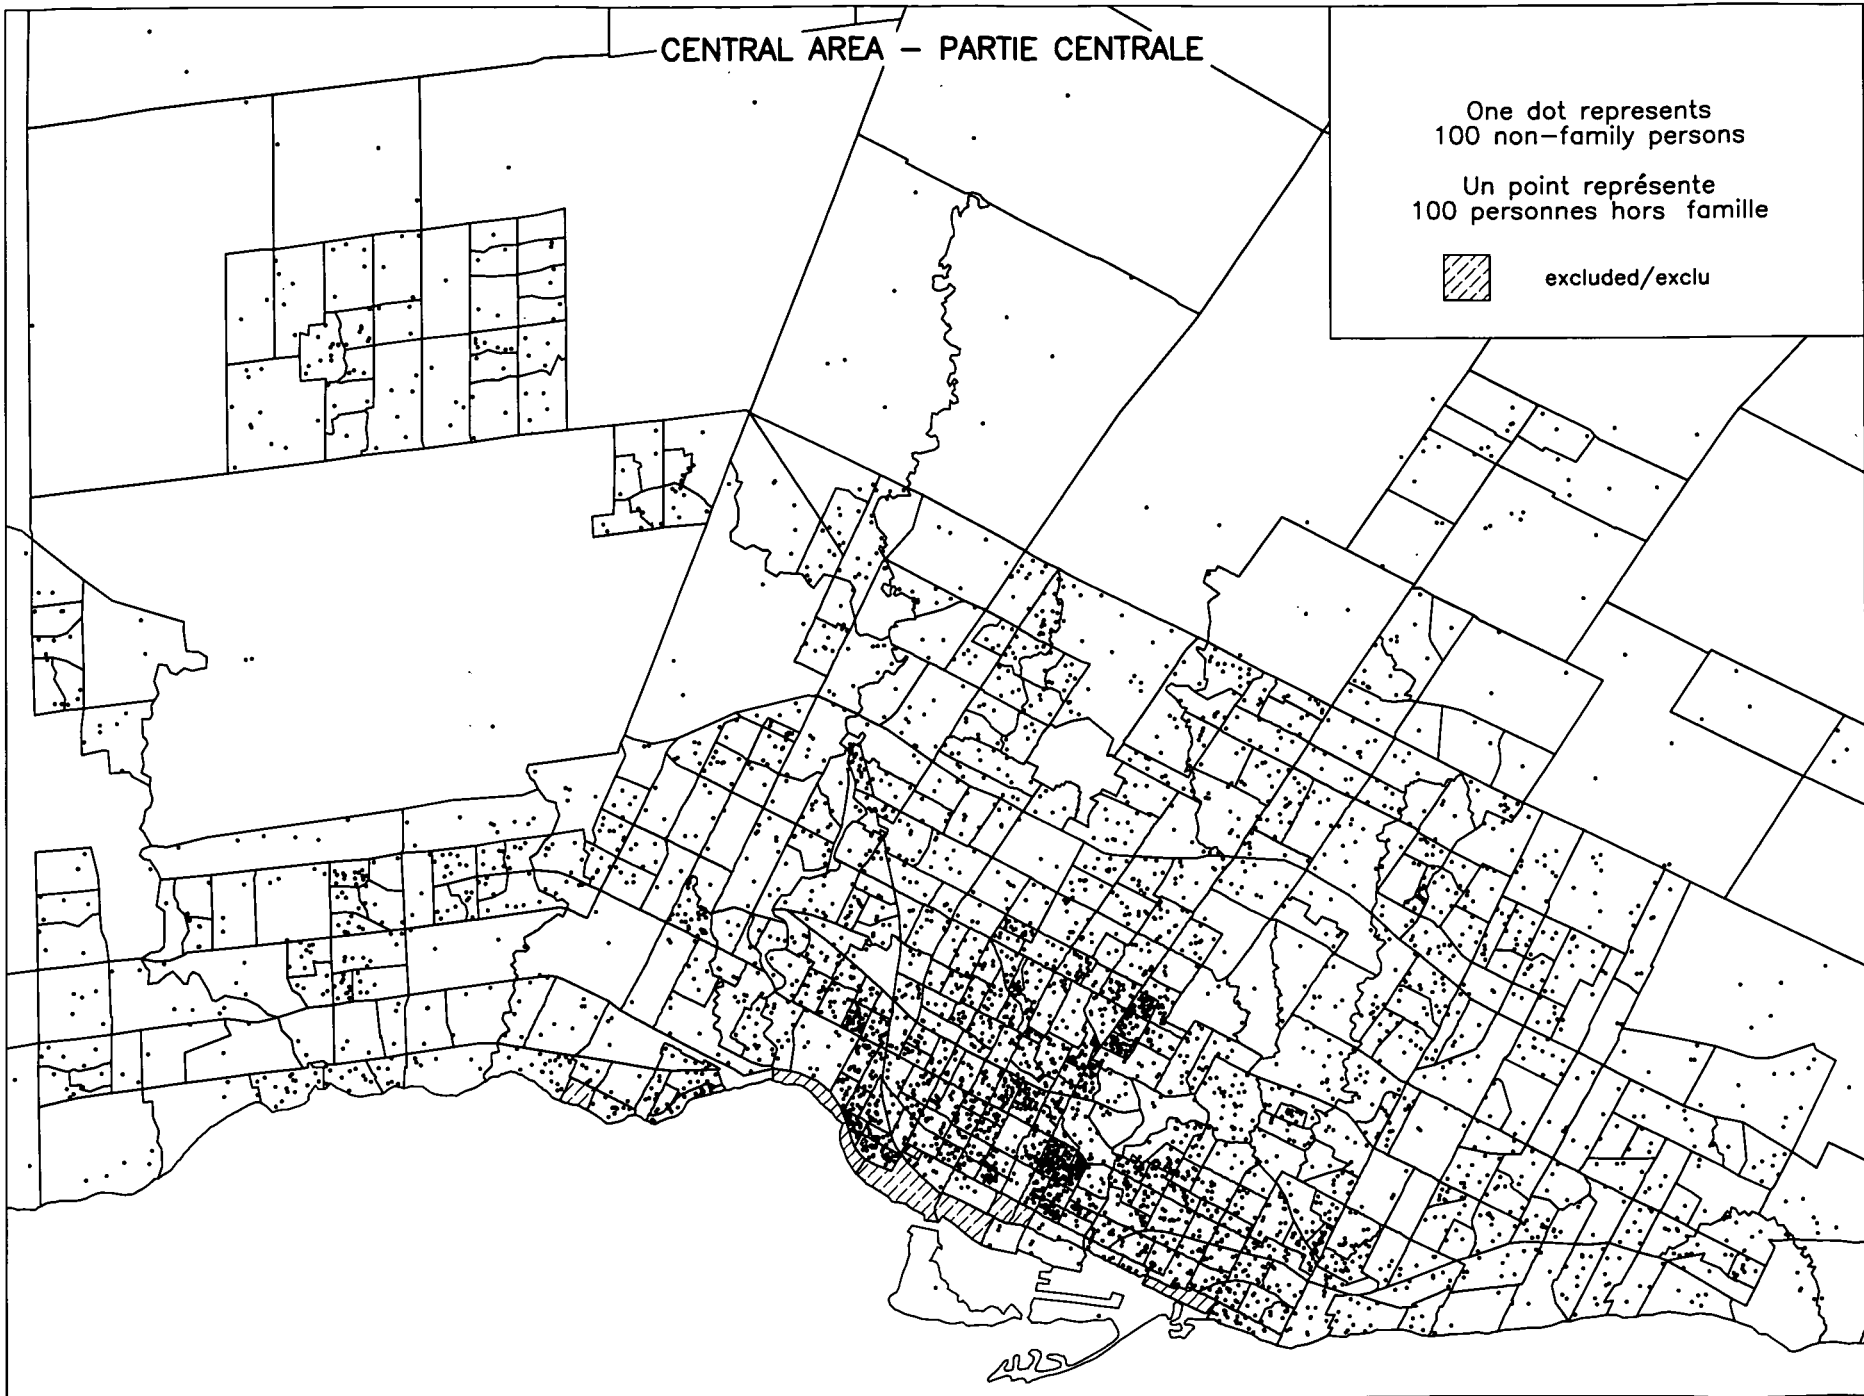 CENTRAL AREA – PARTIE CENTRALE
One dot represents
100 non-family persons
Un point représente
100 personnes hors famille
excluded/exclu